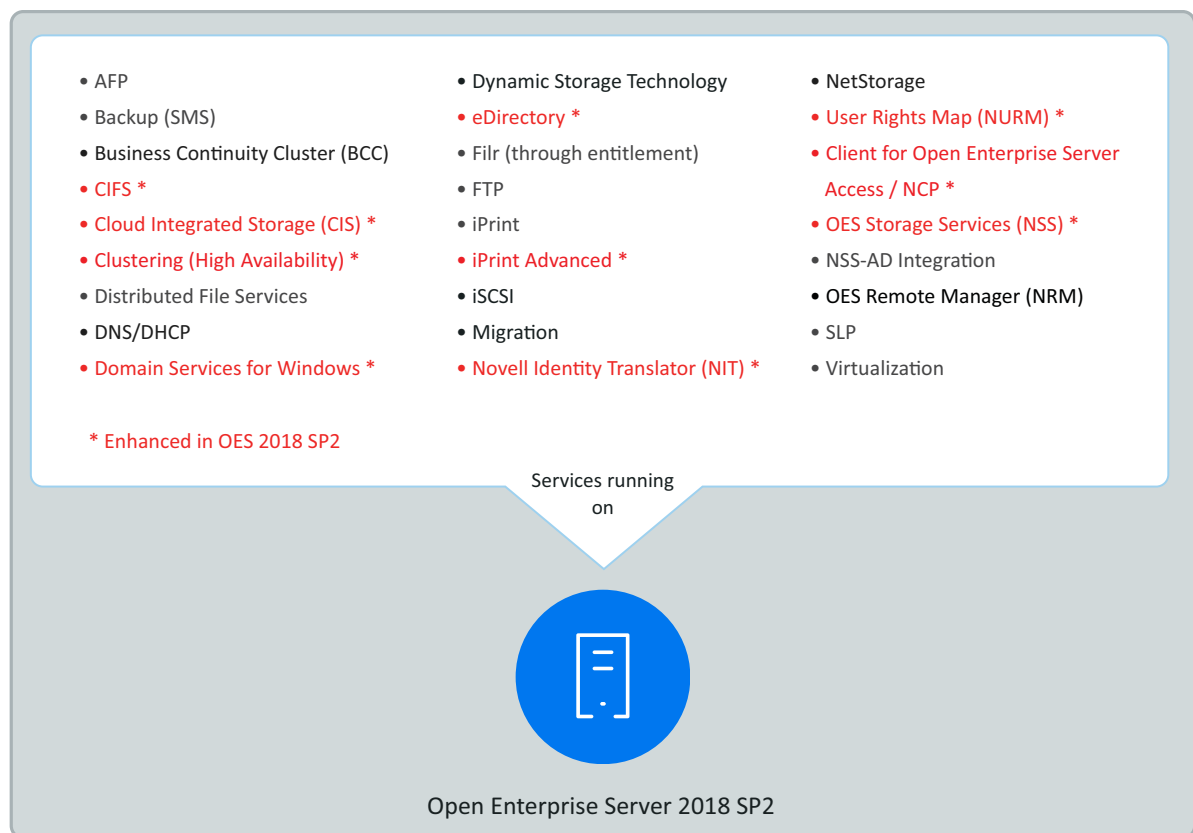 • AFP
• Backup (SMS)
• Business Continuity Cluster (BCC)
• CIFS *
• Cloud Integrated Storage (CIS) *
• Clustering (High Availability) *
• Distributed File Services
• DNS/DHCP
• Domain Services for Windows *
• Dynamic Storage Technology
• eDirectory *
• Filr (through entitlement)
• FTP
• iPrint
• iPrint Advanced *
• iSCSI
• Migration
• Novell Identity Translator (NIT) *
• NetStorage
• User Rights Map (NURM) *
• Client for Open Enterprise Server
Access / NCP *
• OES Storage Services (NSS) *
• NSS-AD Integration
• OES Remote Manager (NRM)
• SLP
• Virtualization
* Enhanced in OES 2018 SP2
Services running
on
Open Enterprise Server 2018 SP2